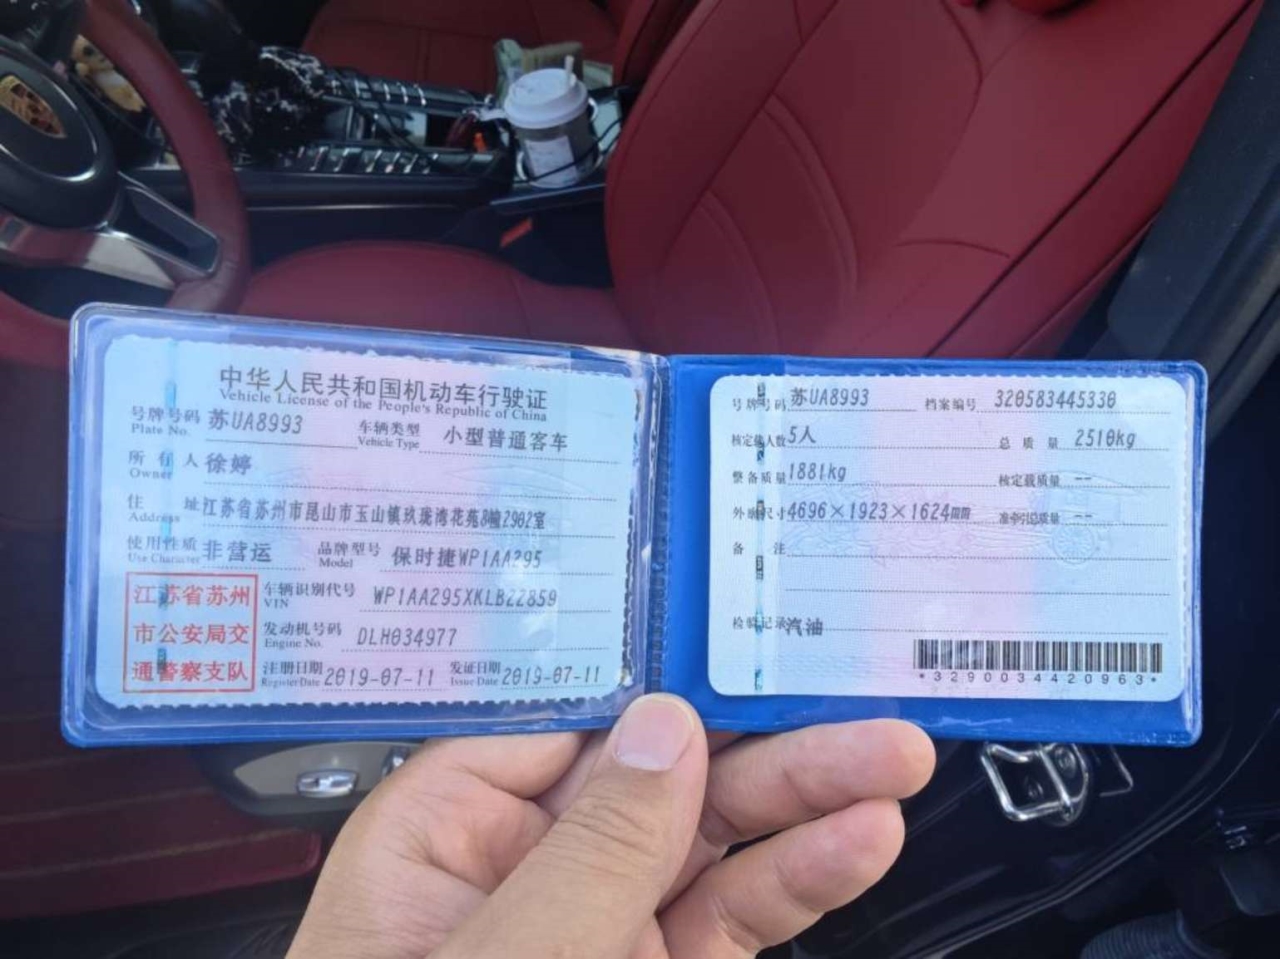 中华人民共和国机动车行驶证
Vehicle License of the People's Republic of China
号牌号码 苏UA8993 车辆类型 小型普通客车
Plate No. Vehicle Type
所有人 徐婷
Owner
住址 江苏省苏州市昆山市玉山镇玖珑湾花苑8幢2902室
Address
使用性质 非营运 品牌型号 保时捷WP1AA295
Use Character Model
江苏省苏州
市公安局交
通警察支队
车辆识别代号 WP1AA295XKLB22859
VIN
发动机号码 DLH034977
Engine No.
注册日期 2019-07-11 发证日期 2019-07-11
Register Date Issue Date
号牌号码 苏UA8993 档案编号 320583445330
核定载人数 5人 总质量 2510kg
整备质量 1881kg 核定载质量 --
外廓尺寸 4696×1923×1624mm 准牵引总质量 --
备注
检验记录 汽油
*3290034420963*